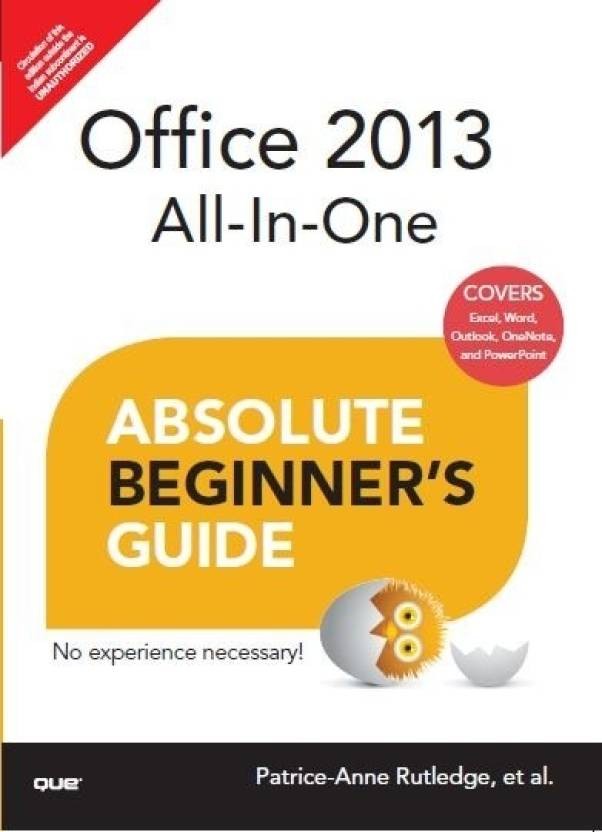 Circulation of this
edition outside the
Indian subcontinent is
UNAUTHORIZED
Office 2013
All-In-One
COVERS
Excel, Word,
Outlook, OneNote,
and PowerPoint
ABSOLUTE
BEGINNER'S
GUIDE
No experience necessary!
que®
Patrice-Anne Rutledge, et al.